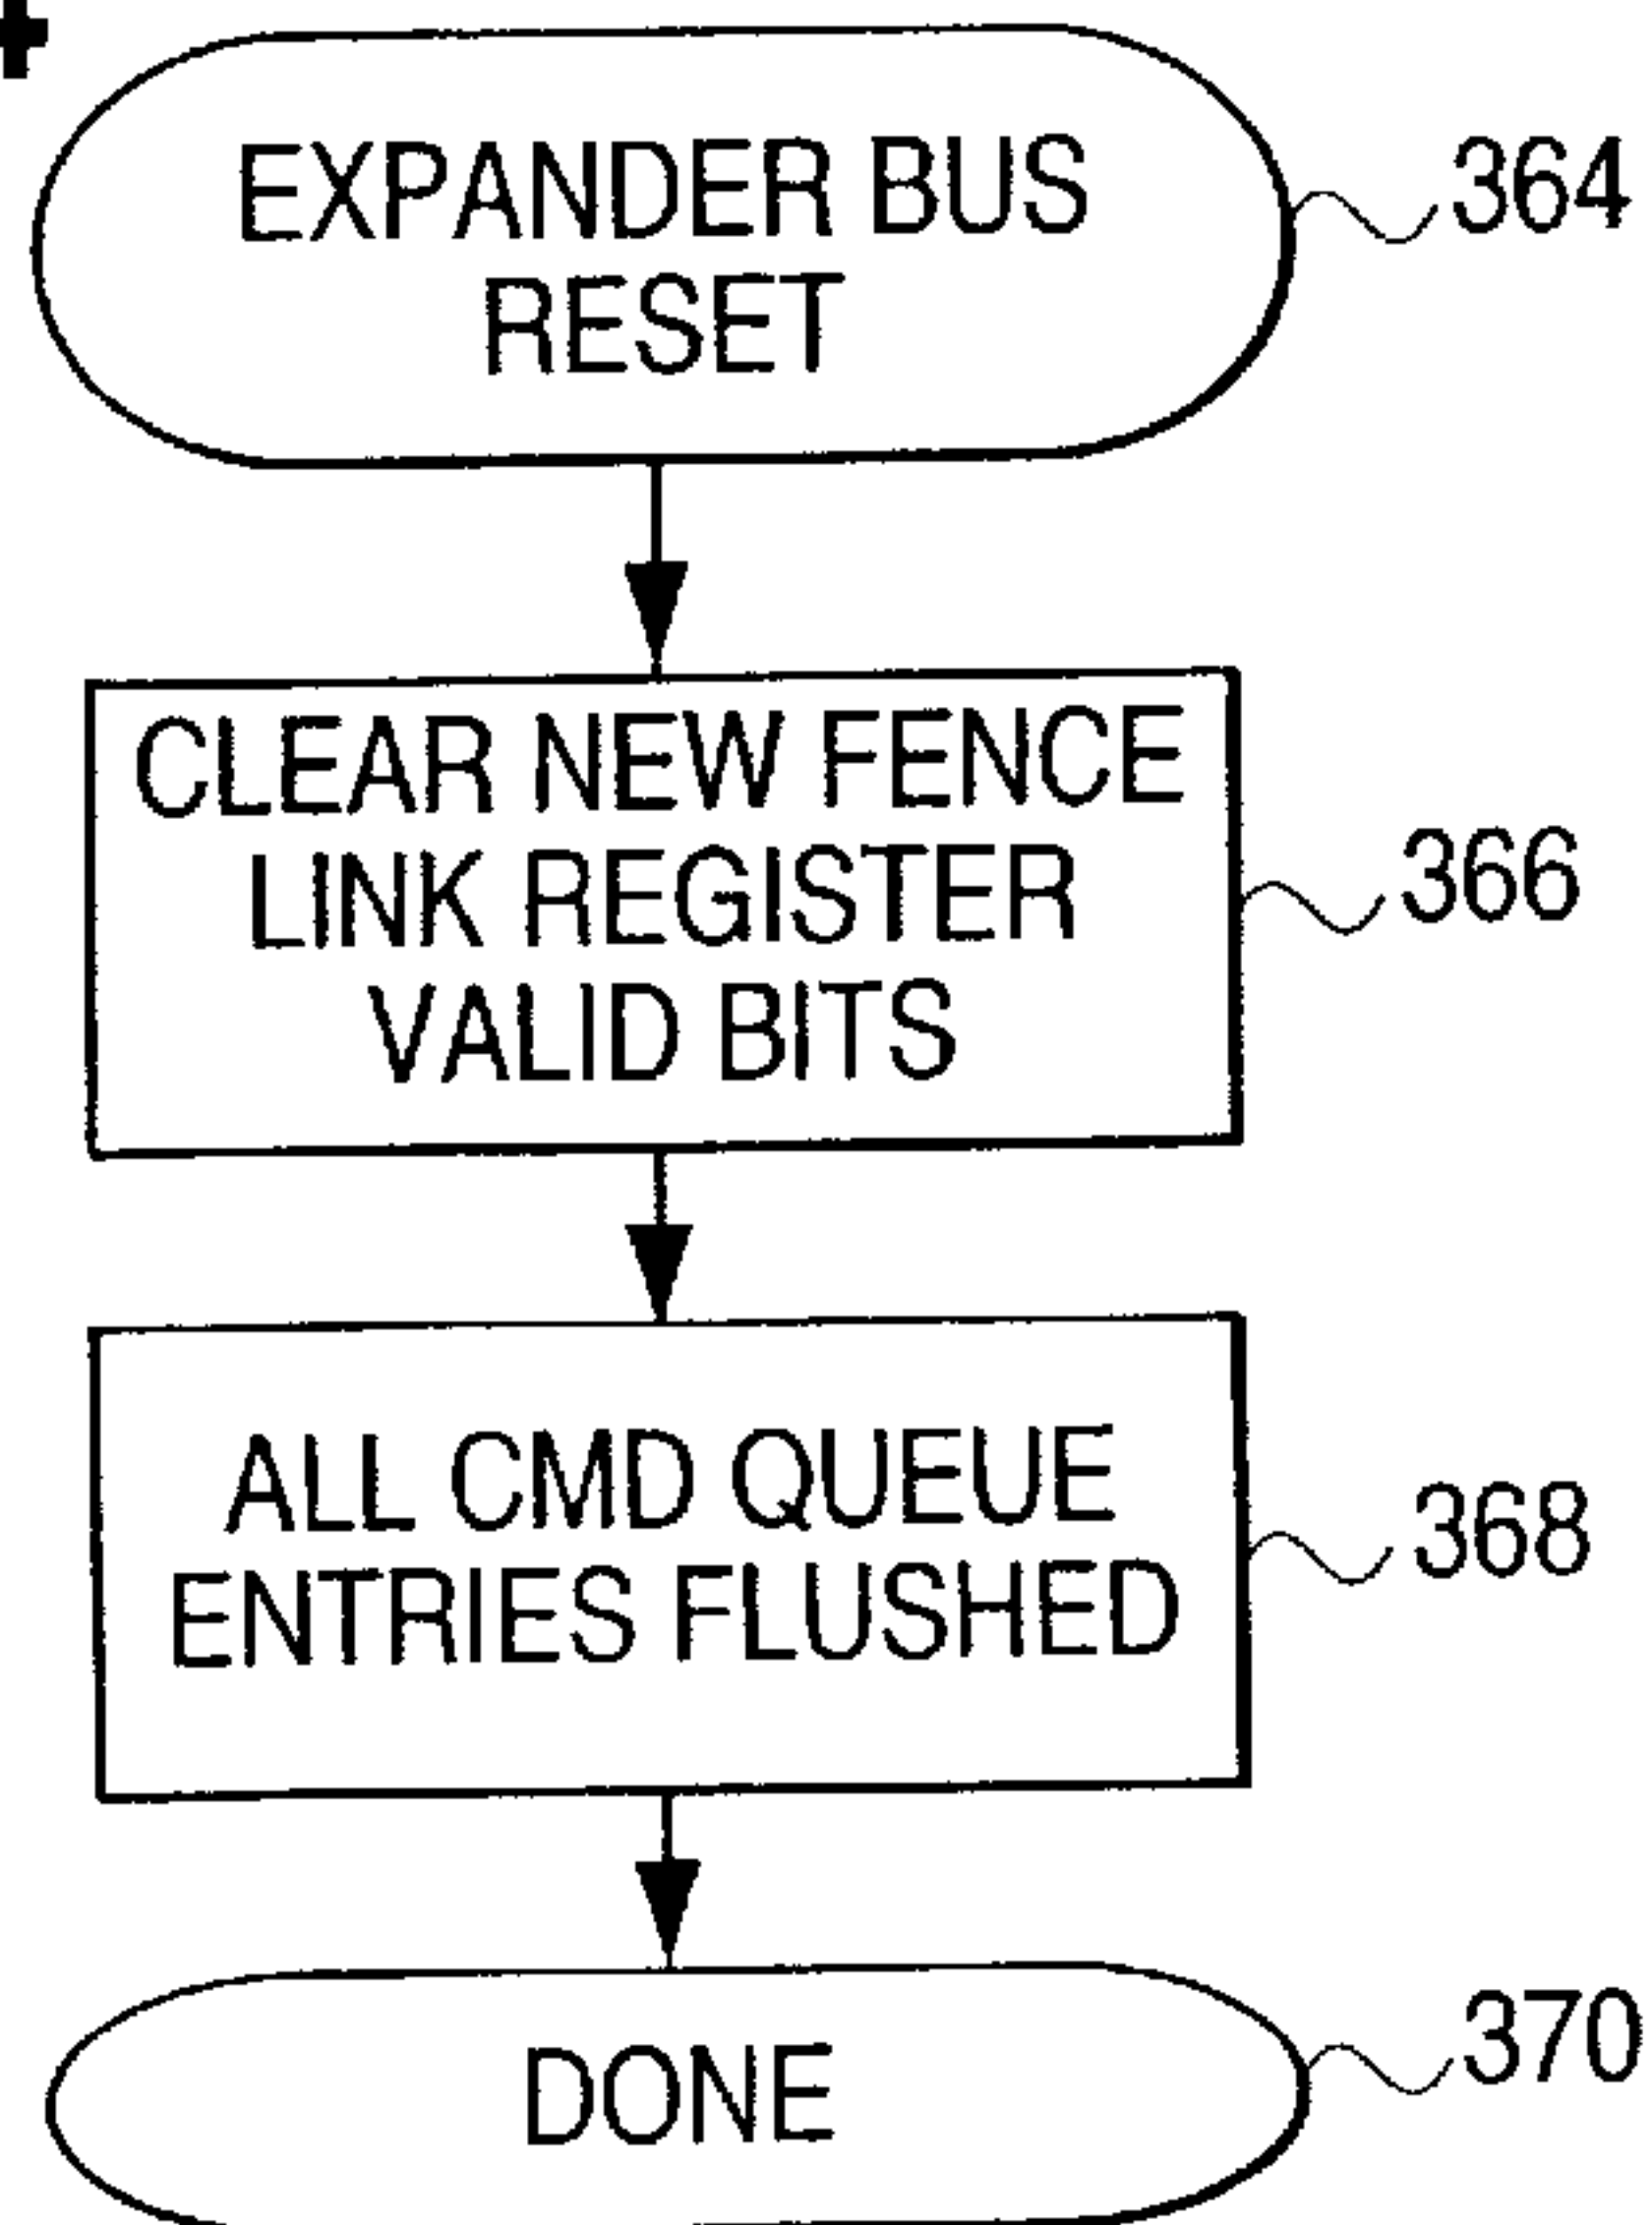 EXPANDER BUS
RESET
364
CLEAR NEW FENCE
LINK REGISTER
VALID BITS
366
ALL CMD QUEUE
ENTRIES FLUSHED
368
DONE
370